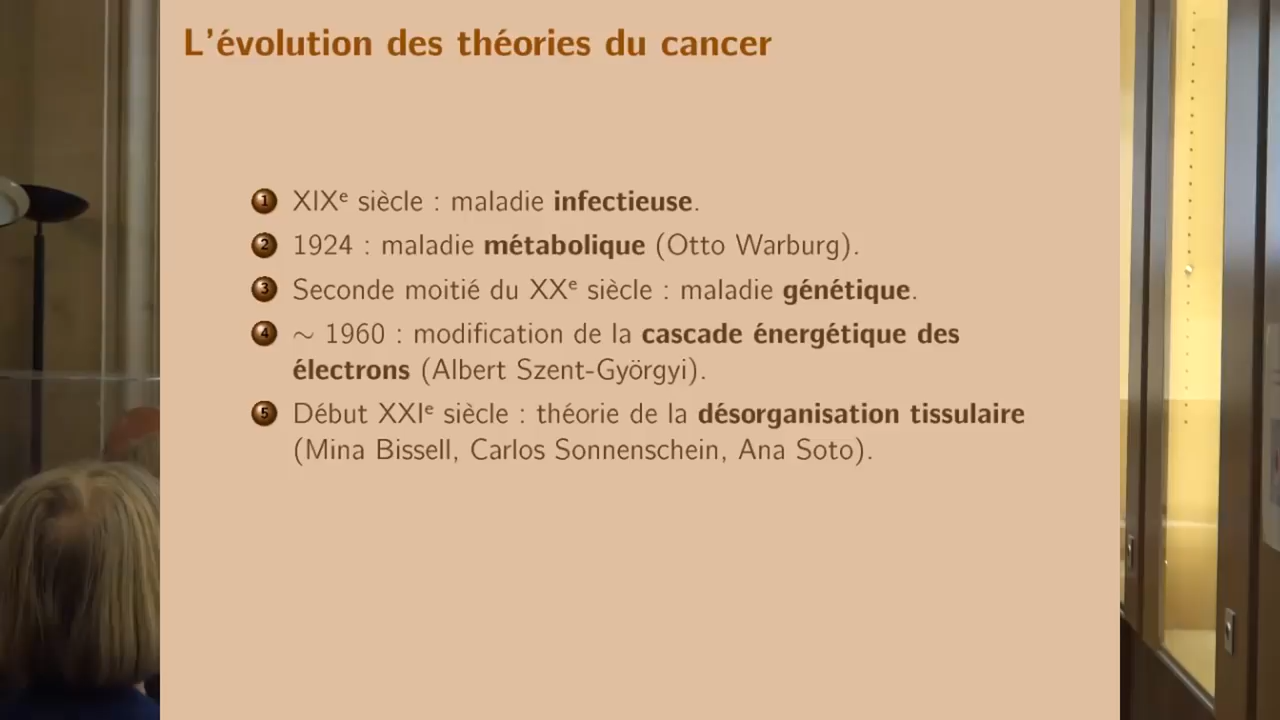 L'évolution des théories du cancer
1 XIXe siècle : maladie infectieuse.
2 1924 : maladie métabolique (Otto Warburg).
3 Seconde moitié du XXe siècle : maladie génétique.
4 ∼ 1960 : modification de la cascade énergétique des
électrons (Albert Szent-Györgyi).
5 Début XXIe siècle : théorie de la désorganisation tissulaire
(Mina Bissell, Carlos Sonnenschein, Ana Soto).